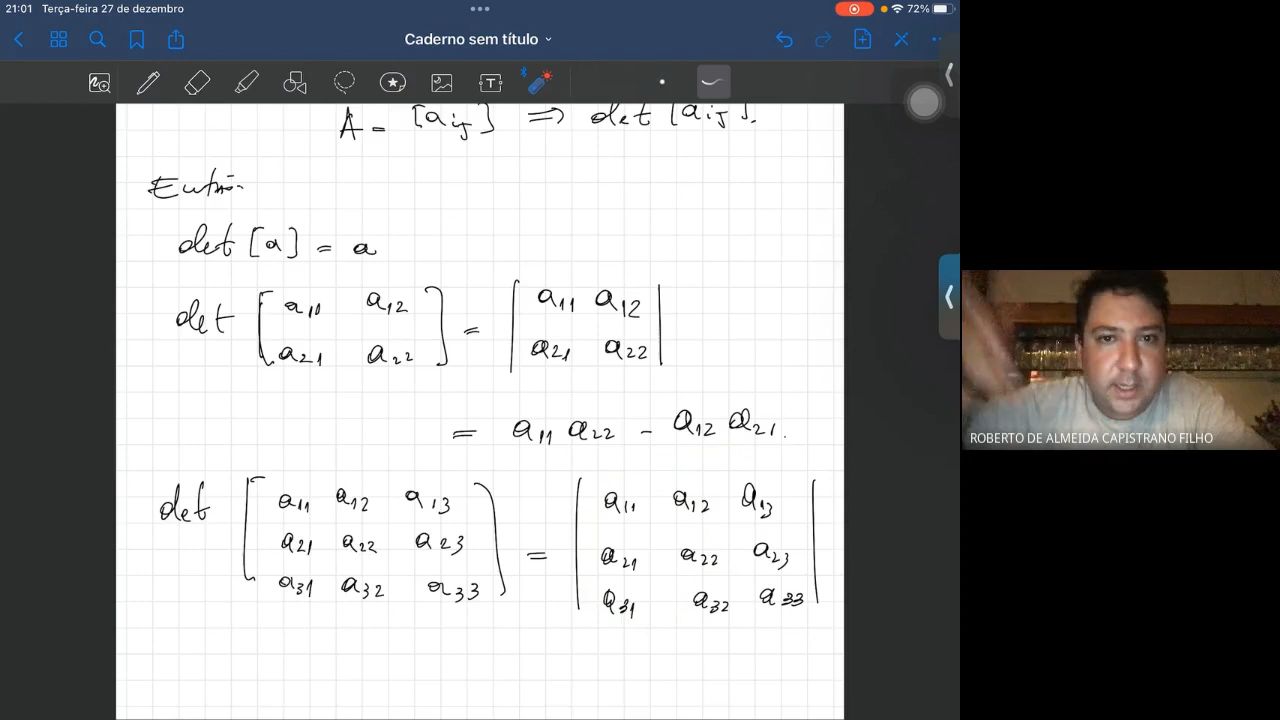 21:01 Terça-feira 27 de dezembro 72%
Caderno sem título
A = [aij] ⟹ det [aij].
Então
det [a] = a
det [a11 a12 = |a11 a12|
a21 a22] |a21 a22|
= a11 a22 - a12 a21.
det [a11 a12 a13 |a11 a12 a13|
a21 a22 a23 = |a21 a22 a23|
a31 a32 a33] |a31 a32 a33|
ROBERTO DE ALMEIDA CAPISTRANO FILHO